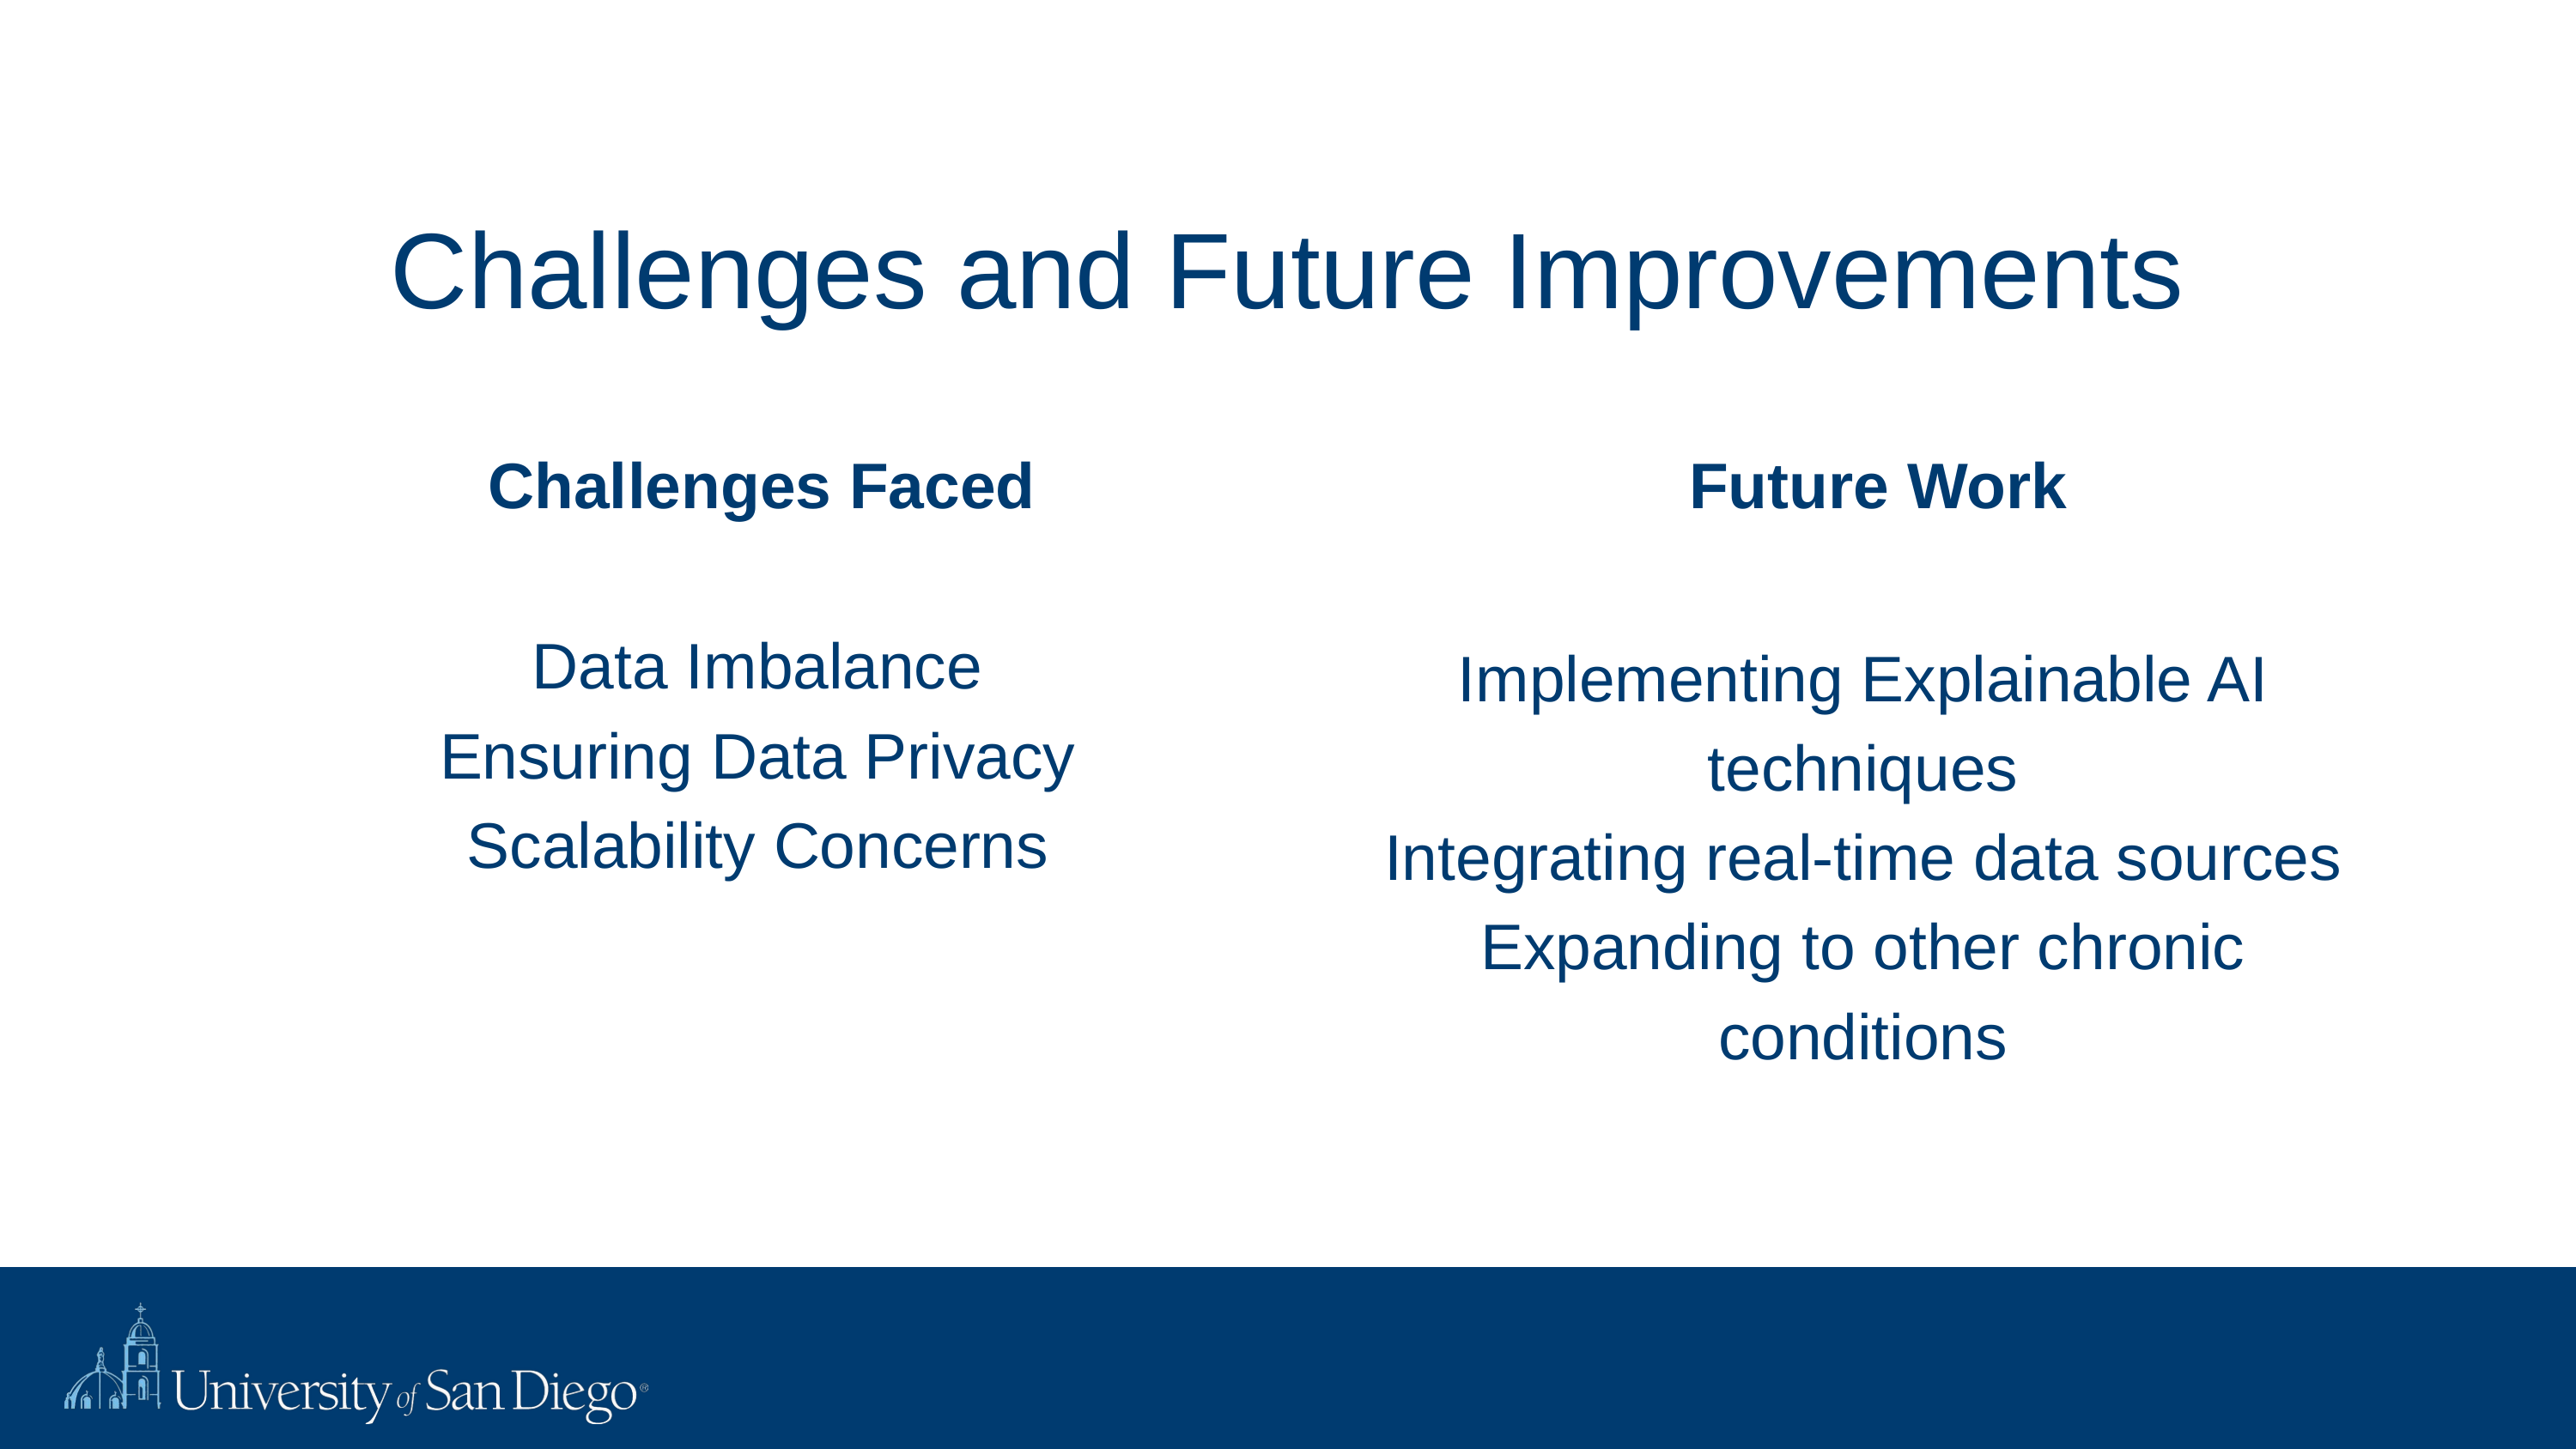 Challenges and Future Improvements
Challenges Faced
Data Imbalance
Ensuring Data Privacy
Scalability Concerns
Future Work
Implementing Explainable AI
techniques
Integrating real-time data sources
Expanding to other chronic
conditions
University of San Diego®